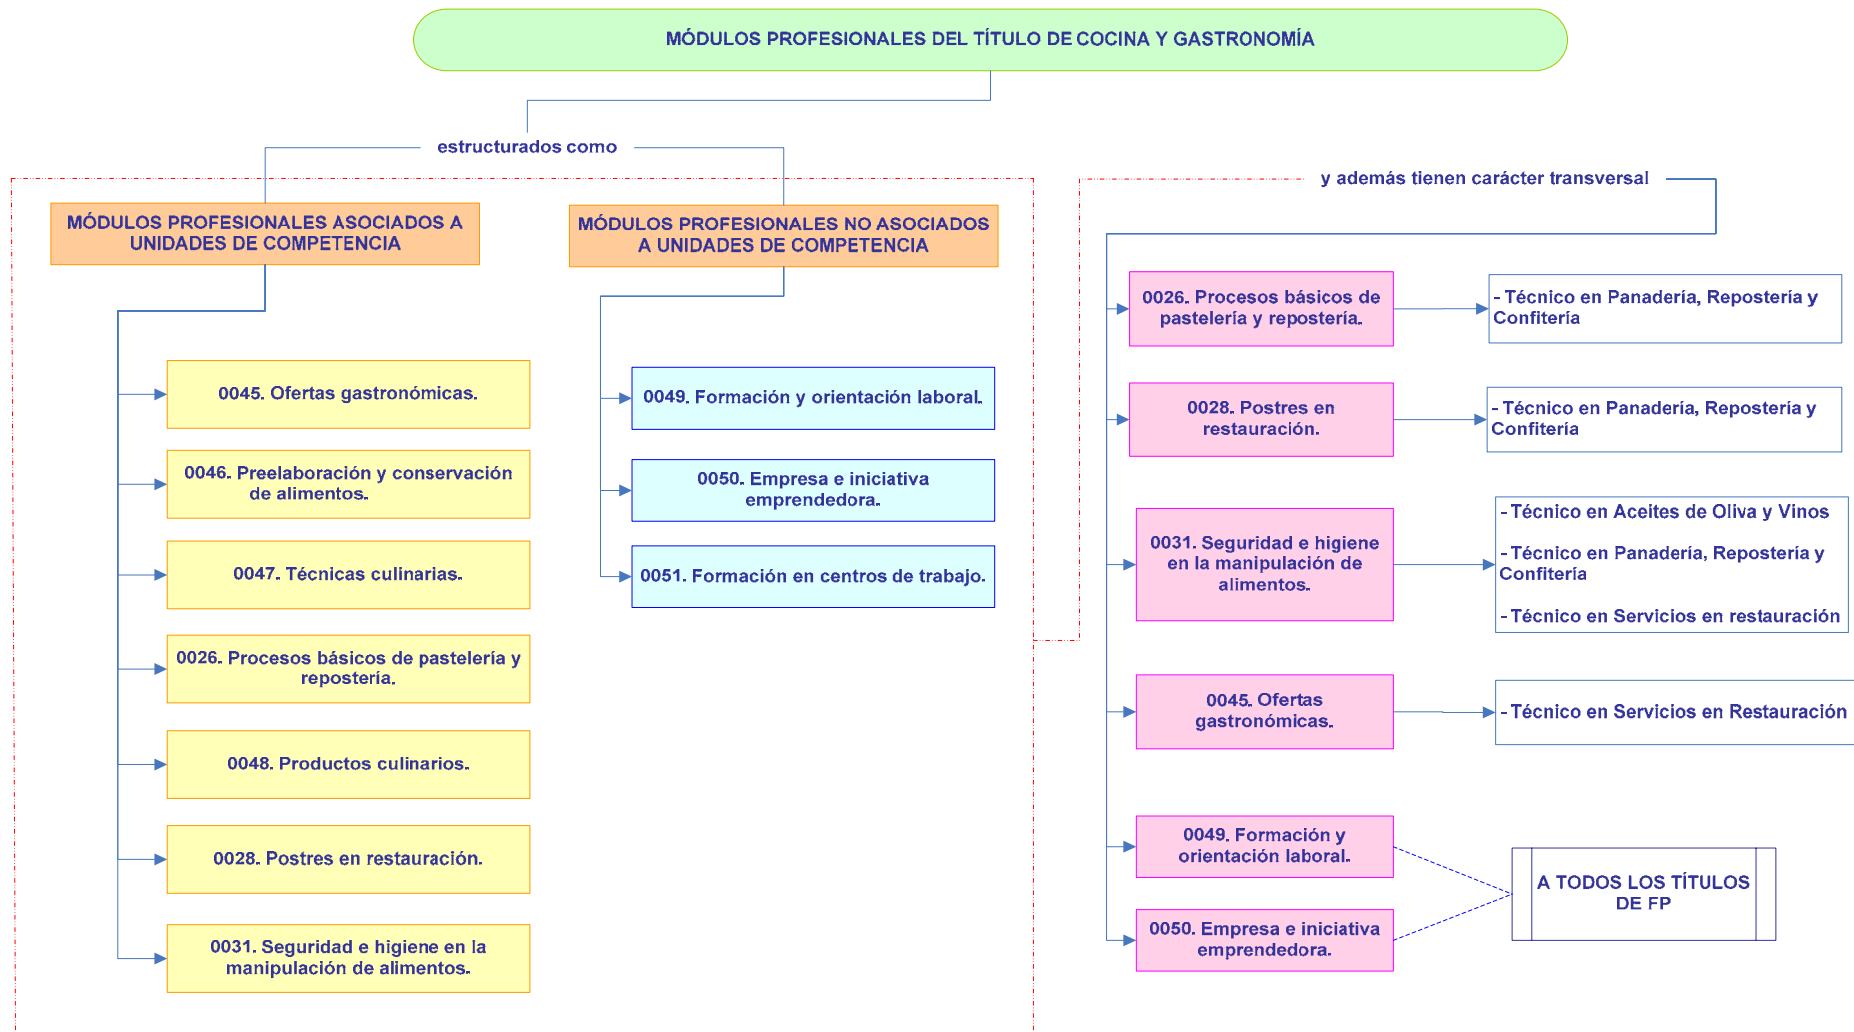 MÓDULOS PROFESIONALES DEL TÍTULO DE COCINA Y GASTRONOMÍA
estructurados como
y además tienen carácter transversal
MÓDULOS PROFESIONALES ASOCIADOS A
UNIDADES DE COMPETENCIA
0045. Ofertas gastronómicas.
0046. Preelaboración y conservación
de alimentos.
0047. Técnicas culinarias.
0026. Procesos básicos de pastelería y
repostería.
0048. Productos culinarios.
0028. Postres en restauración.
0031. Seguridad e higiene en la
manipulación de alimentos.
MÓDULOS PROFESIONALES NO ASOCIADOS
A UNIDADES DE COMPETENCIA
0049. Formación y orientación laboral.
0050. Empresa e iniciativa
emprendedora.
0051. Formación en centros de trabajo.
0026. Procesos básicos de
pastelería y repostería.
- Técnico en Panadería, Repostería y
Confitería
0028. Postres en
restauración.
- Técnico en Panadería, Repostería y
Confitería
0031. Seguridad e higiene
en la manipulación de
alimentos.
- Técnico en Aceites de Oliva y Vinos
- Técnico en Panadería, Repostería y
Confitería
- Técnico en Servicios en restauración
0045. Ofertas
gastronómicas.
- Técnico en Servicios en Restauración
0049. Formación y
orientación laboral.
0050. Empresa e iniciativa
emprendedora.
A TODOS LOS TÍTULOS
DE FP